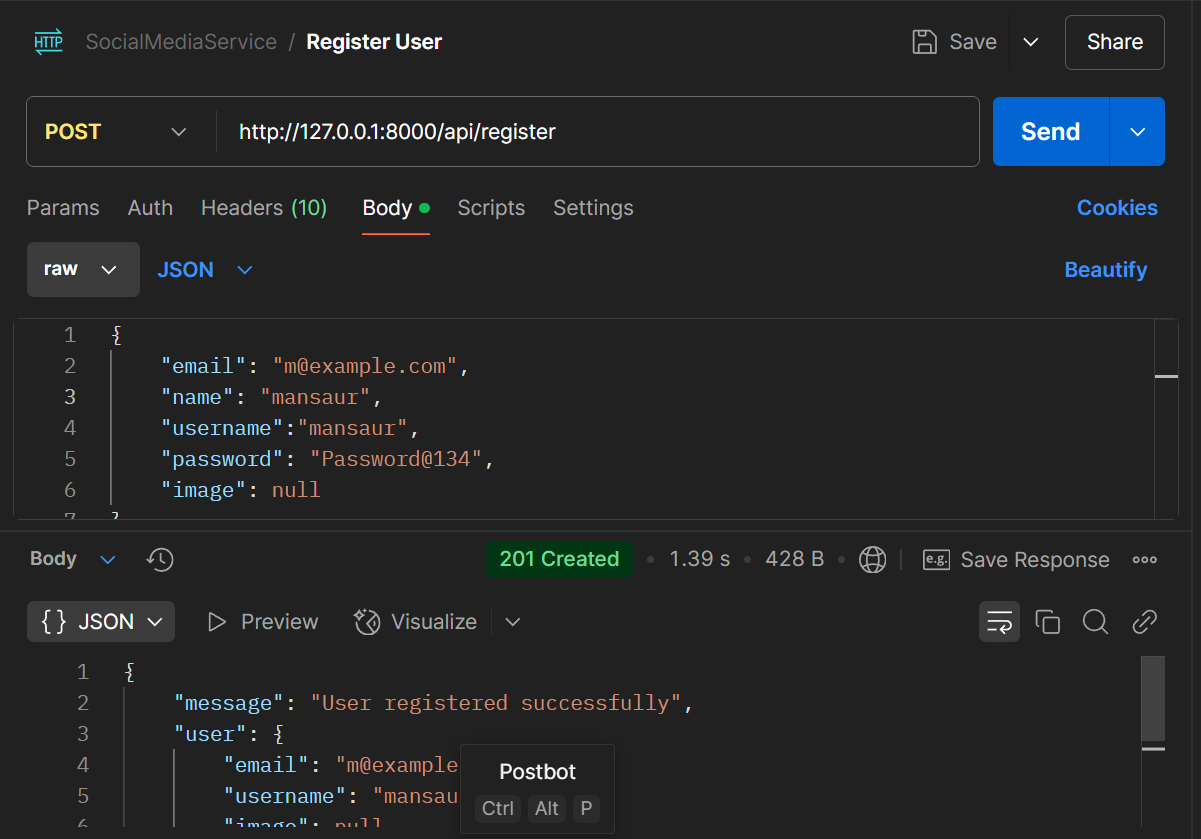 HTTP SocialMediaService / Register User Save Share
POST http://127.0.0.1:8000/api/register Send
Params Auth Headers (10) Body Scripts Settings Cookies
raw JSON Beautify
1 {
2 "email": "m@example.com",
3 "name": "mansaur",
4 "username":"mansaur",
5 "password": "Password@134",
6 "image": null
7 }
Body 201 Created • 1.39 s • 428 B • e.g. Save Response
{} JSON Preview Visualize
1 {
2 "message": "User registered successfully",
3 "user": {
4 "email": "m@example
5 "username": "mansau
6 "image": null
Postbot
Ctrl Alt P